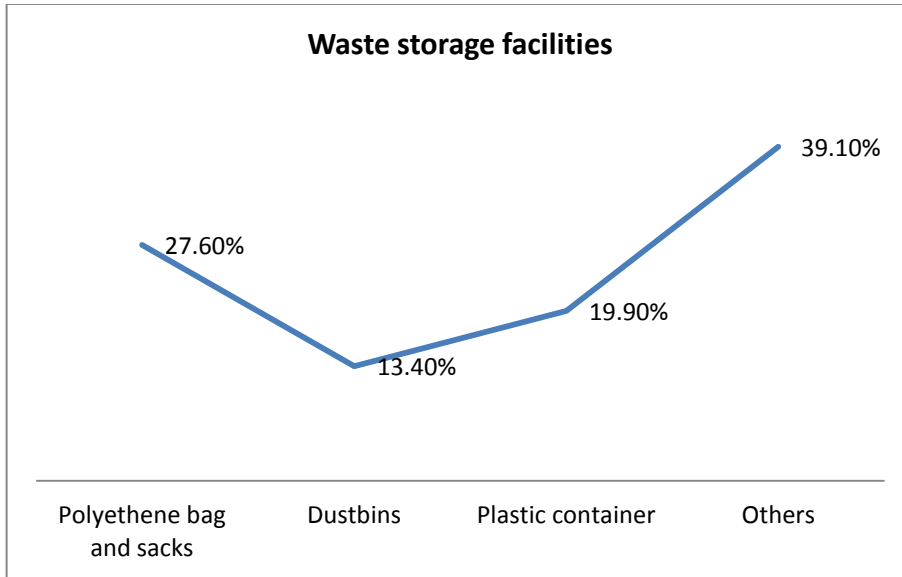 Waste storage facilities
39.10%
27.60%
19.90%
13.40%
Polyethene bag
and sacks
Dustbins
Plastic container
Others